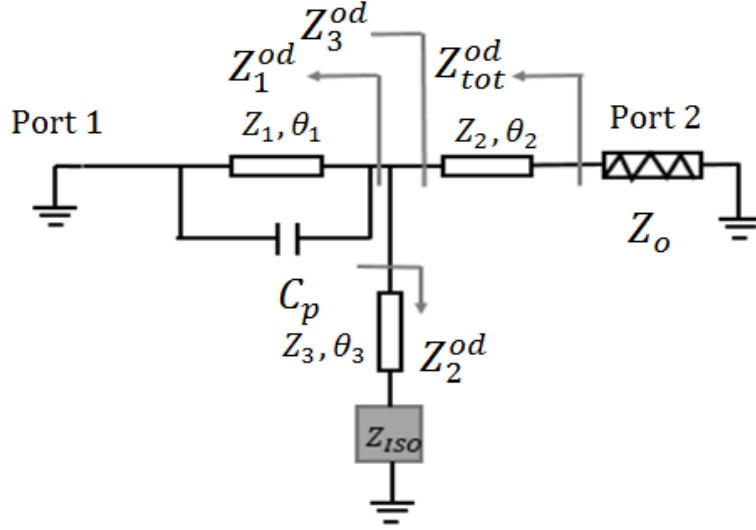 Z_3^{od}
Z_1^{od}
Z_{tot}^{od}
Port 1
Z_1, θ_1
Z_2, θ_2
Port 2
Z_o
C_p
Z_3, θ_3
Z_2^{od}
Z_{ISO}